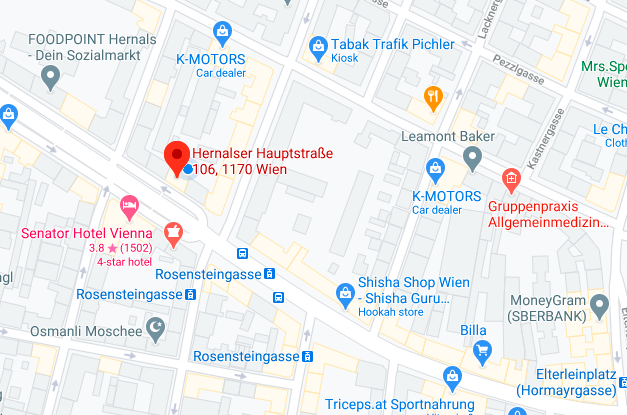 FOODPOINT Hernals
- Dein Sozialmarkt
K-MOTORS
Car dealer
Tabak Trafik Pichler
Kiosk
Pezzlgasse
Mrs.Spo
Wien
Kastnergasse
Le Ch
Cloth
Leamont Baker
Hernalser Hauptstraße
106, 1170 Wien
K-MOTORS
Car dealer
Gruppenpraxis
Allgemeinmedizin...
Senator Hotel Vienna
3.8 ★ (1502)
4-star hotel
Rosensteingasse
Rosensteingasse
Shisha Shop Wien
- Shisha Guru...
Hookah store
MoneyGram
(SBERBANK)
Osmanli Moschee
Billa
Rosensteingasse
Elterleinplatz
(Hormayrgasse)
Triceps.at Sportnahrung